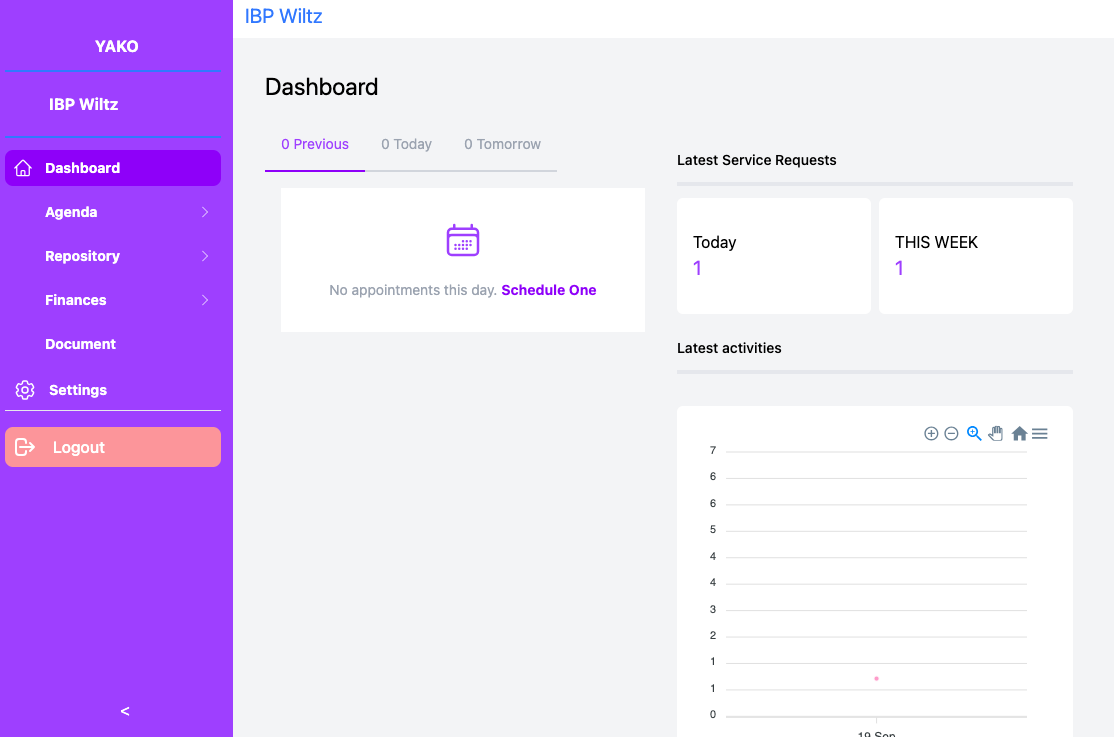 YAKO
IBP Wiltz
Dashboard
Agenda
Repository
Finances
Document
Settings
Logout
<
IBP Wiltz
Dashboard
0 Previous
0 Today
0 Tomorrow
No appointments this day. Schedule One
Latest Service Requests
Today
1
THIS WEEK
1
Latest activities
7
6
6
5
4
4
3
2
1
1
0
19 Sep